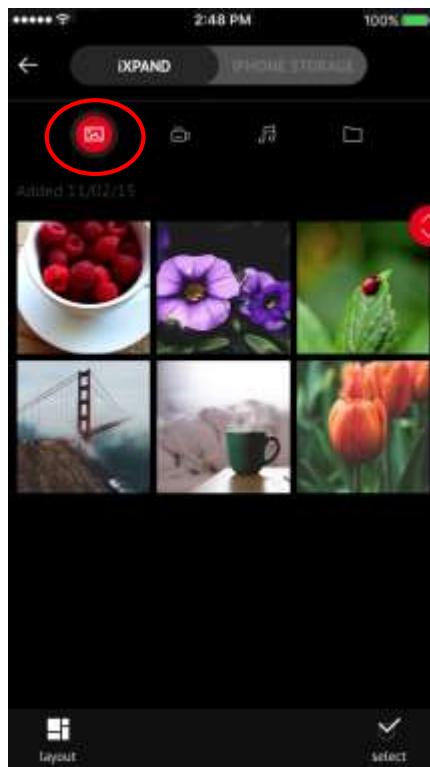 2:48 PM 100%
iXPAND IPHONE STORAGE
Added 11/02/15
layout select